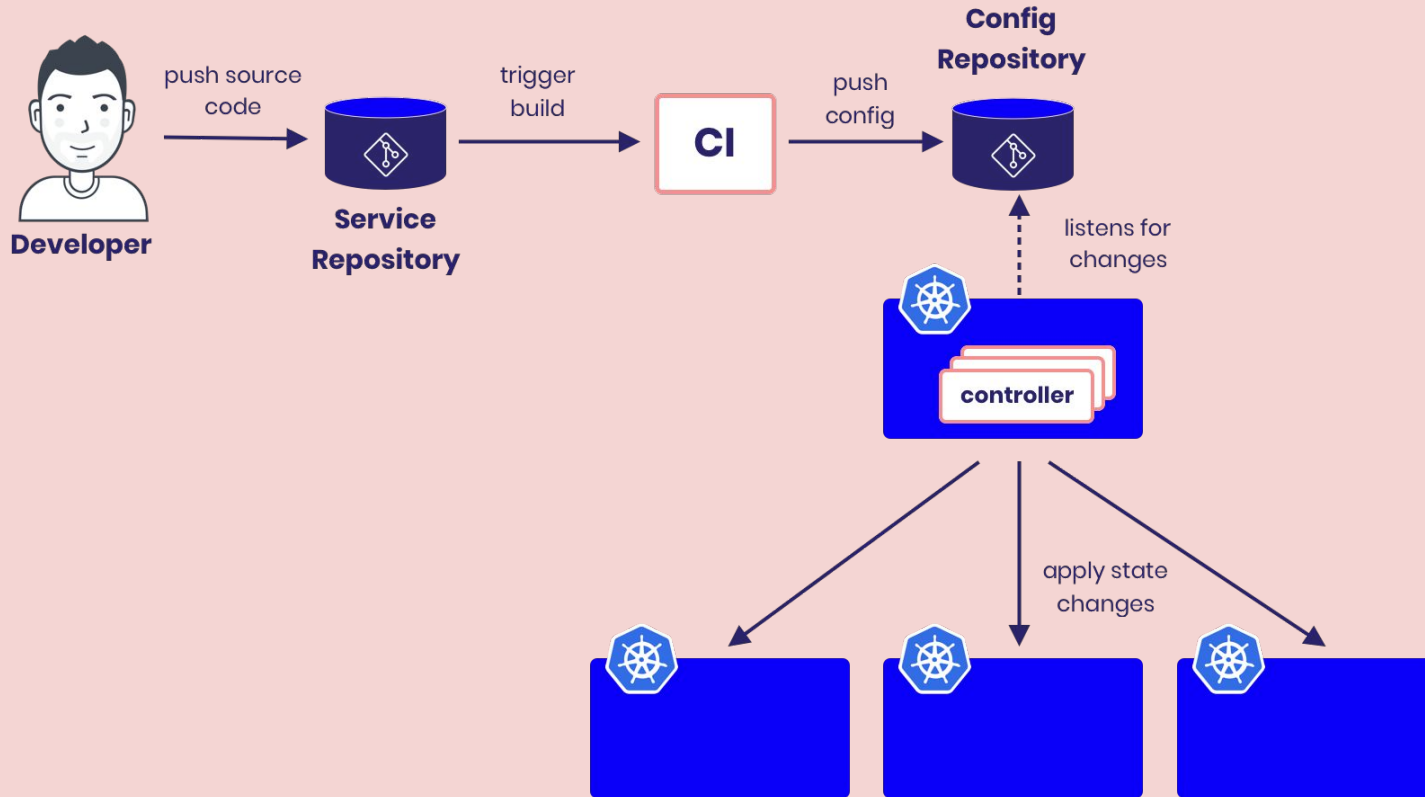 Config
Repository
push source
code
trigger
build
push
config
CI
Service
Repository
Developer
listens for
changes
controller
apply state
changes